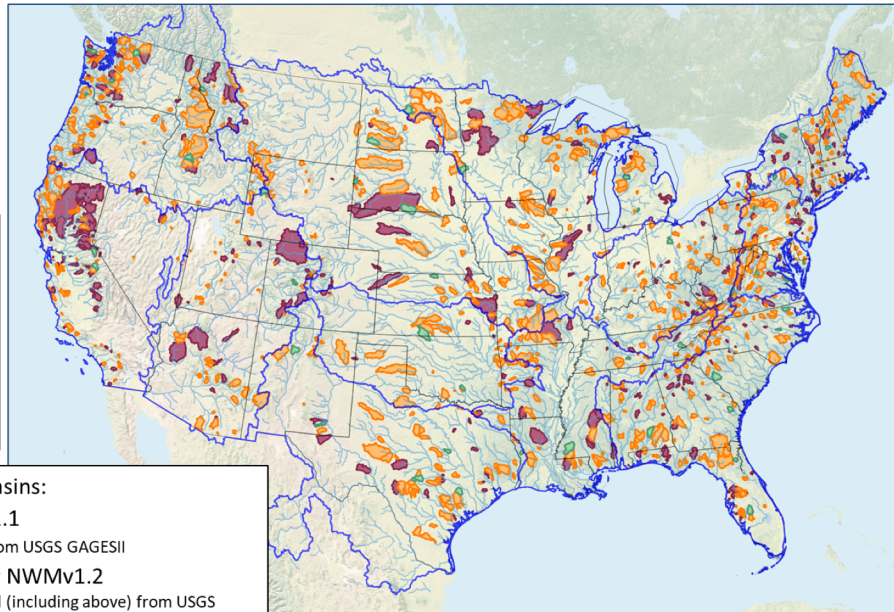 sins:
.1
om USGS GAGESII
NWMv1.2
l (including above) from USGS